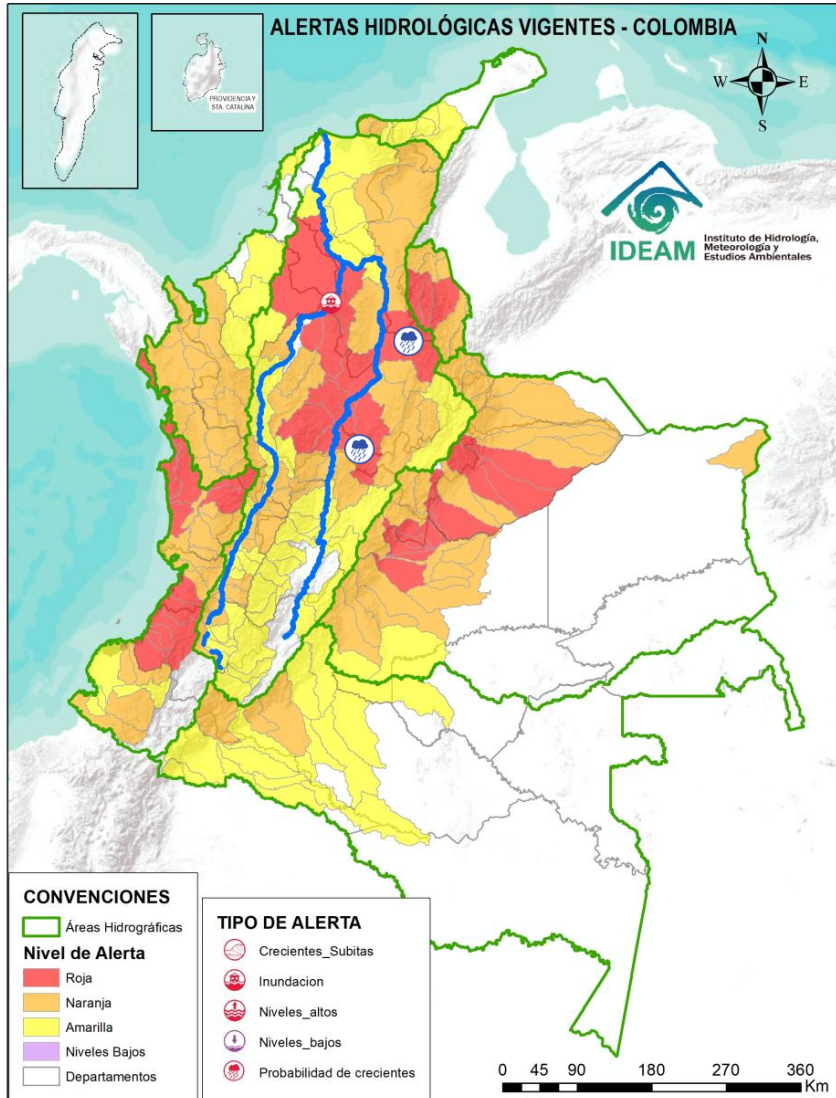 ALERTAS HIDROLÓGICAS VIGENTES - COLOMBIA
PROVIDENCIA Y
STA. CATALINA
N
W
E
S
IDEAM
Instituto de Hidrología,
Meteorología y
Estudios Ambientales
CONVENCIONES
Áreas Hidrográficas
Nivel de Alerta
Roja
Naranja
Amarilla
Niveles Bajos
Departamentos
TIPO DE ALERTA
Crecientes_Subitas
Inundacion
Niveles_altos
Niveles_bajos
Probabilidad de crecientes
0 45 90 180 270 360
Km